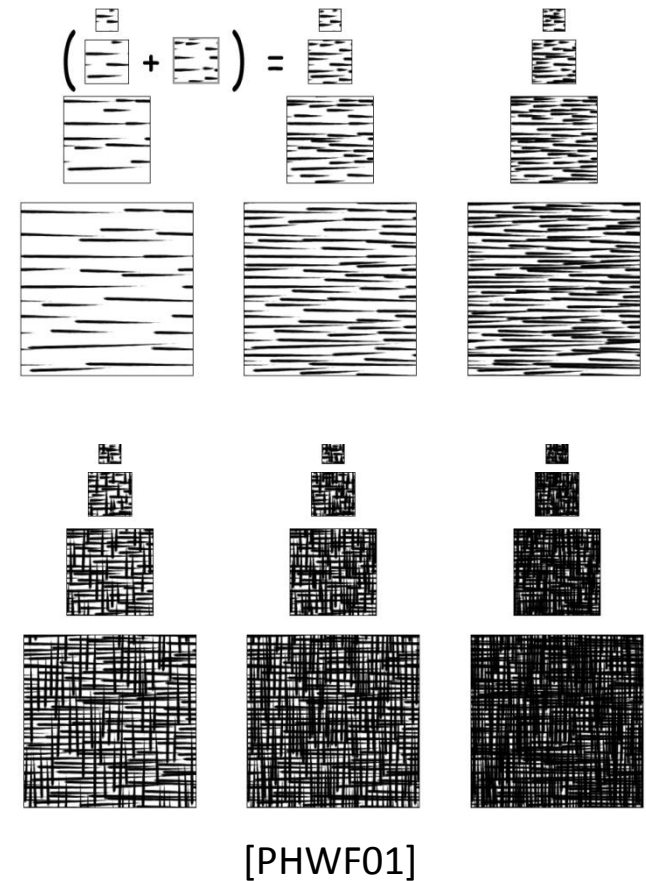 ( + ) =
[PHWF01]